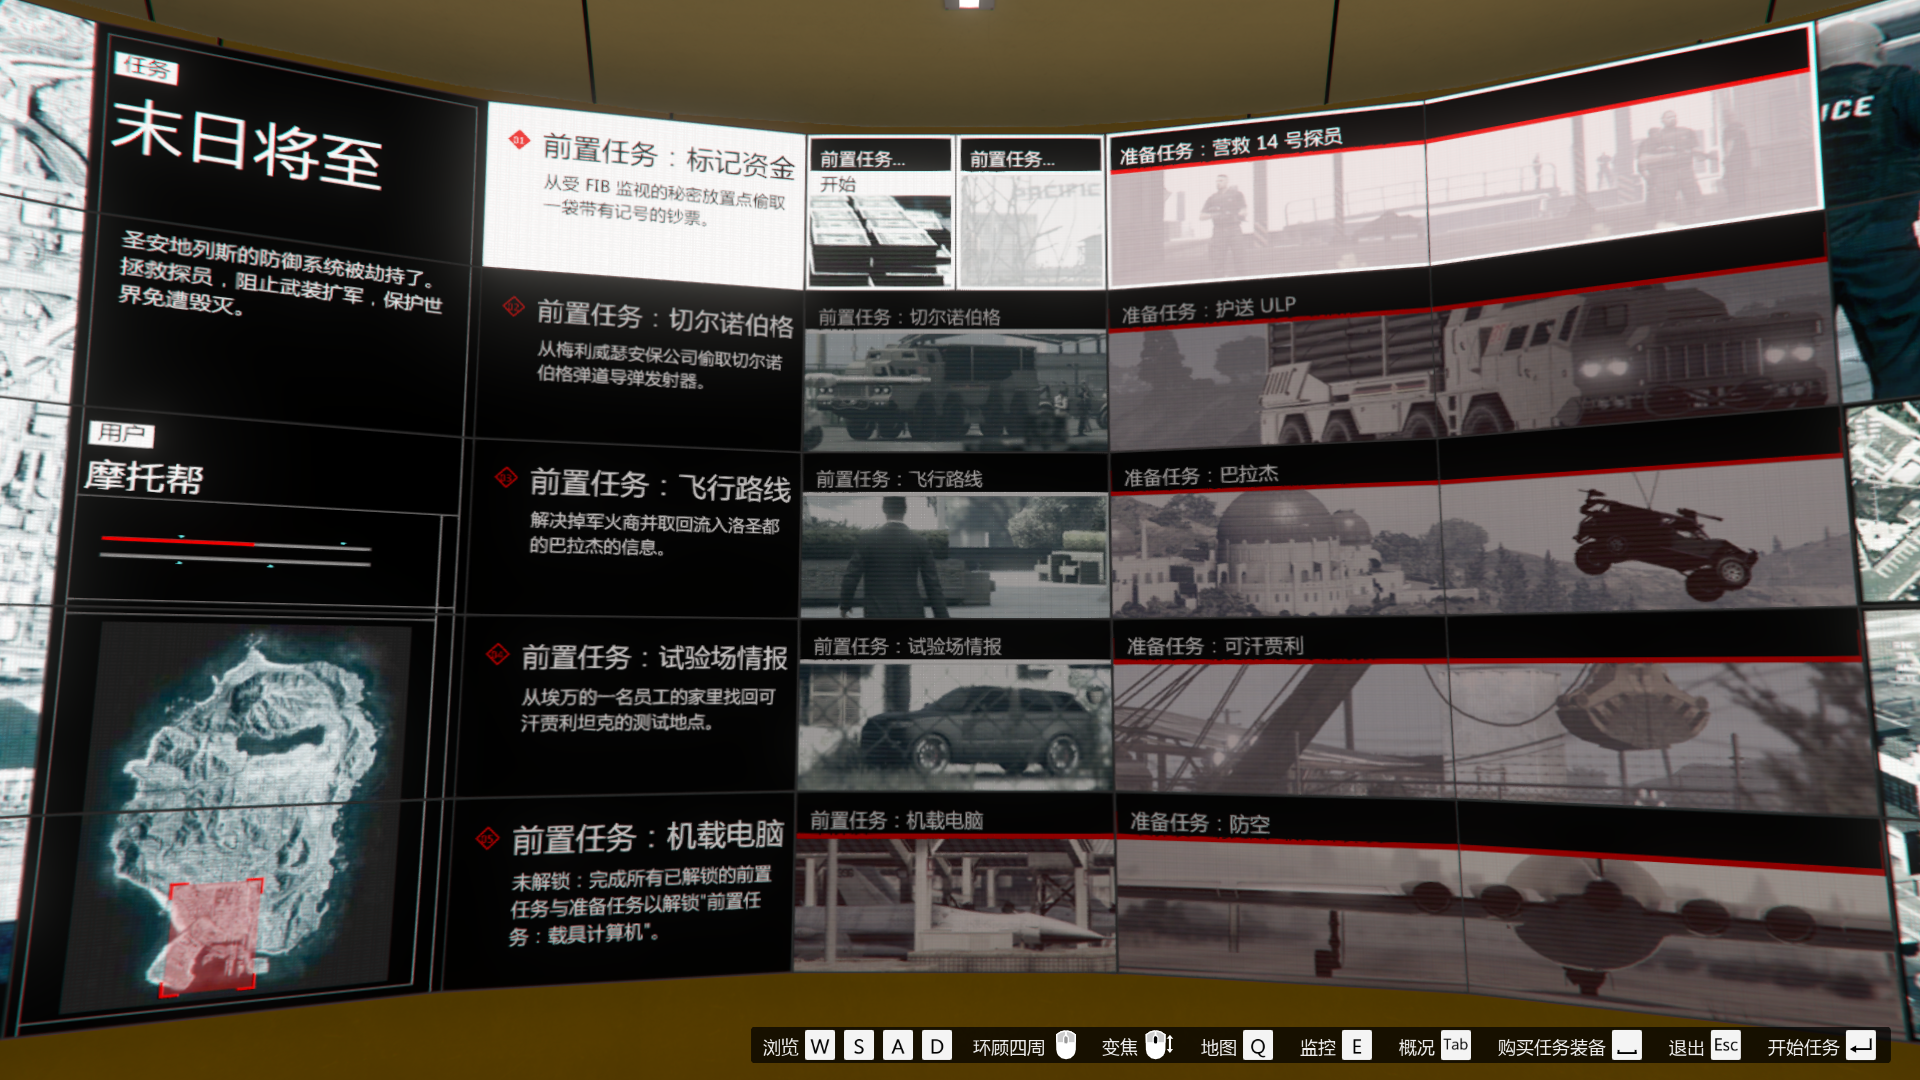 任务
末日将至
圣安地列斯的防御系统被劫持了。
拯救探员，阻止武装扩军，保护世
界免遭毁灭。
用户
摩托帮
01
前置任务：标记资金
从受 FIB 监视的秘密放置点偷取
一袋带有记号的钞票。
02
前置任务：切尔诺伯格
从梅利威瑟安保公司偷取切尔诺
伯格弹道导弹发射器。
03
前置任务：飞行路线
解决掉军火商并取回流入洛圣都
的巴拉杰的信息。
04
前置任务：试验场情报
从埃万的一名员工的家里找回可
汗贾利坦克的测试地点。
05
前置任务：机载电脑
未解锁：完成所有已解锁的前置
任务与准备任务以解锁"前置任
务：载具计算机"。
前置任务...
开始
前置任务...
PACIFIC
准备任务：营救 14 号探员
前置任务：切尔诺伯格
准备任务：护送 ULP
前置任务：飞行路线
准备任务：巴拉杰
前置任务：试验场情报
准备任务：可汗贾利
前置任务：机载电脑
准备任务：防空
ICE
浏览 W S A D 环顾四周 变焦 地图 Q 监控 E 概况 Tab 购买任务装备 退出 Esc 开始任务